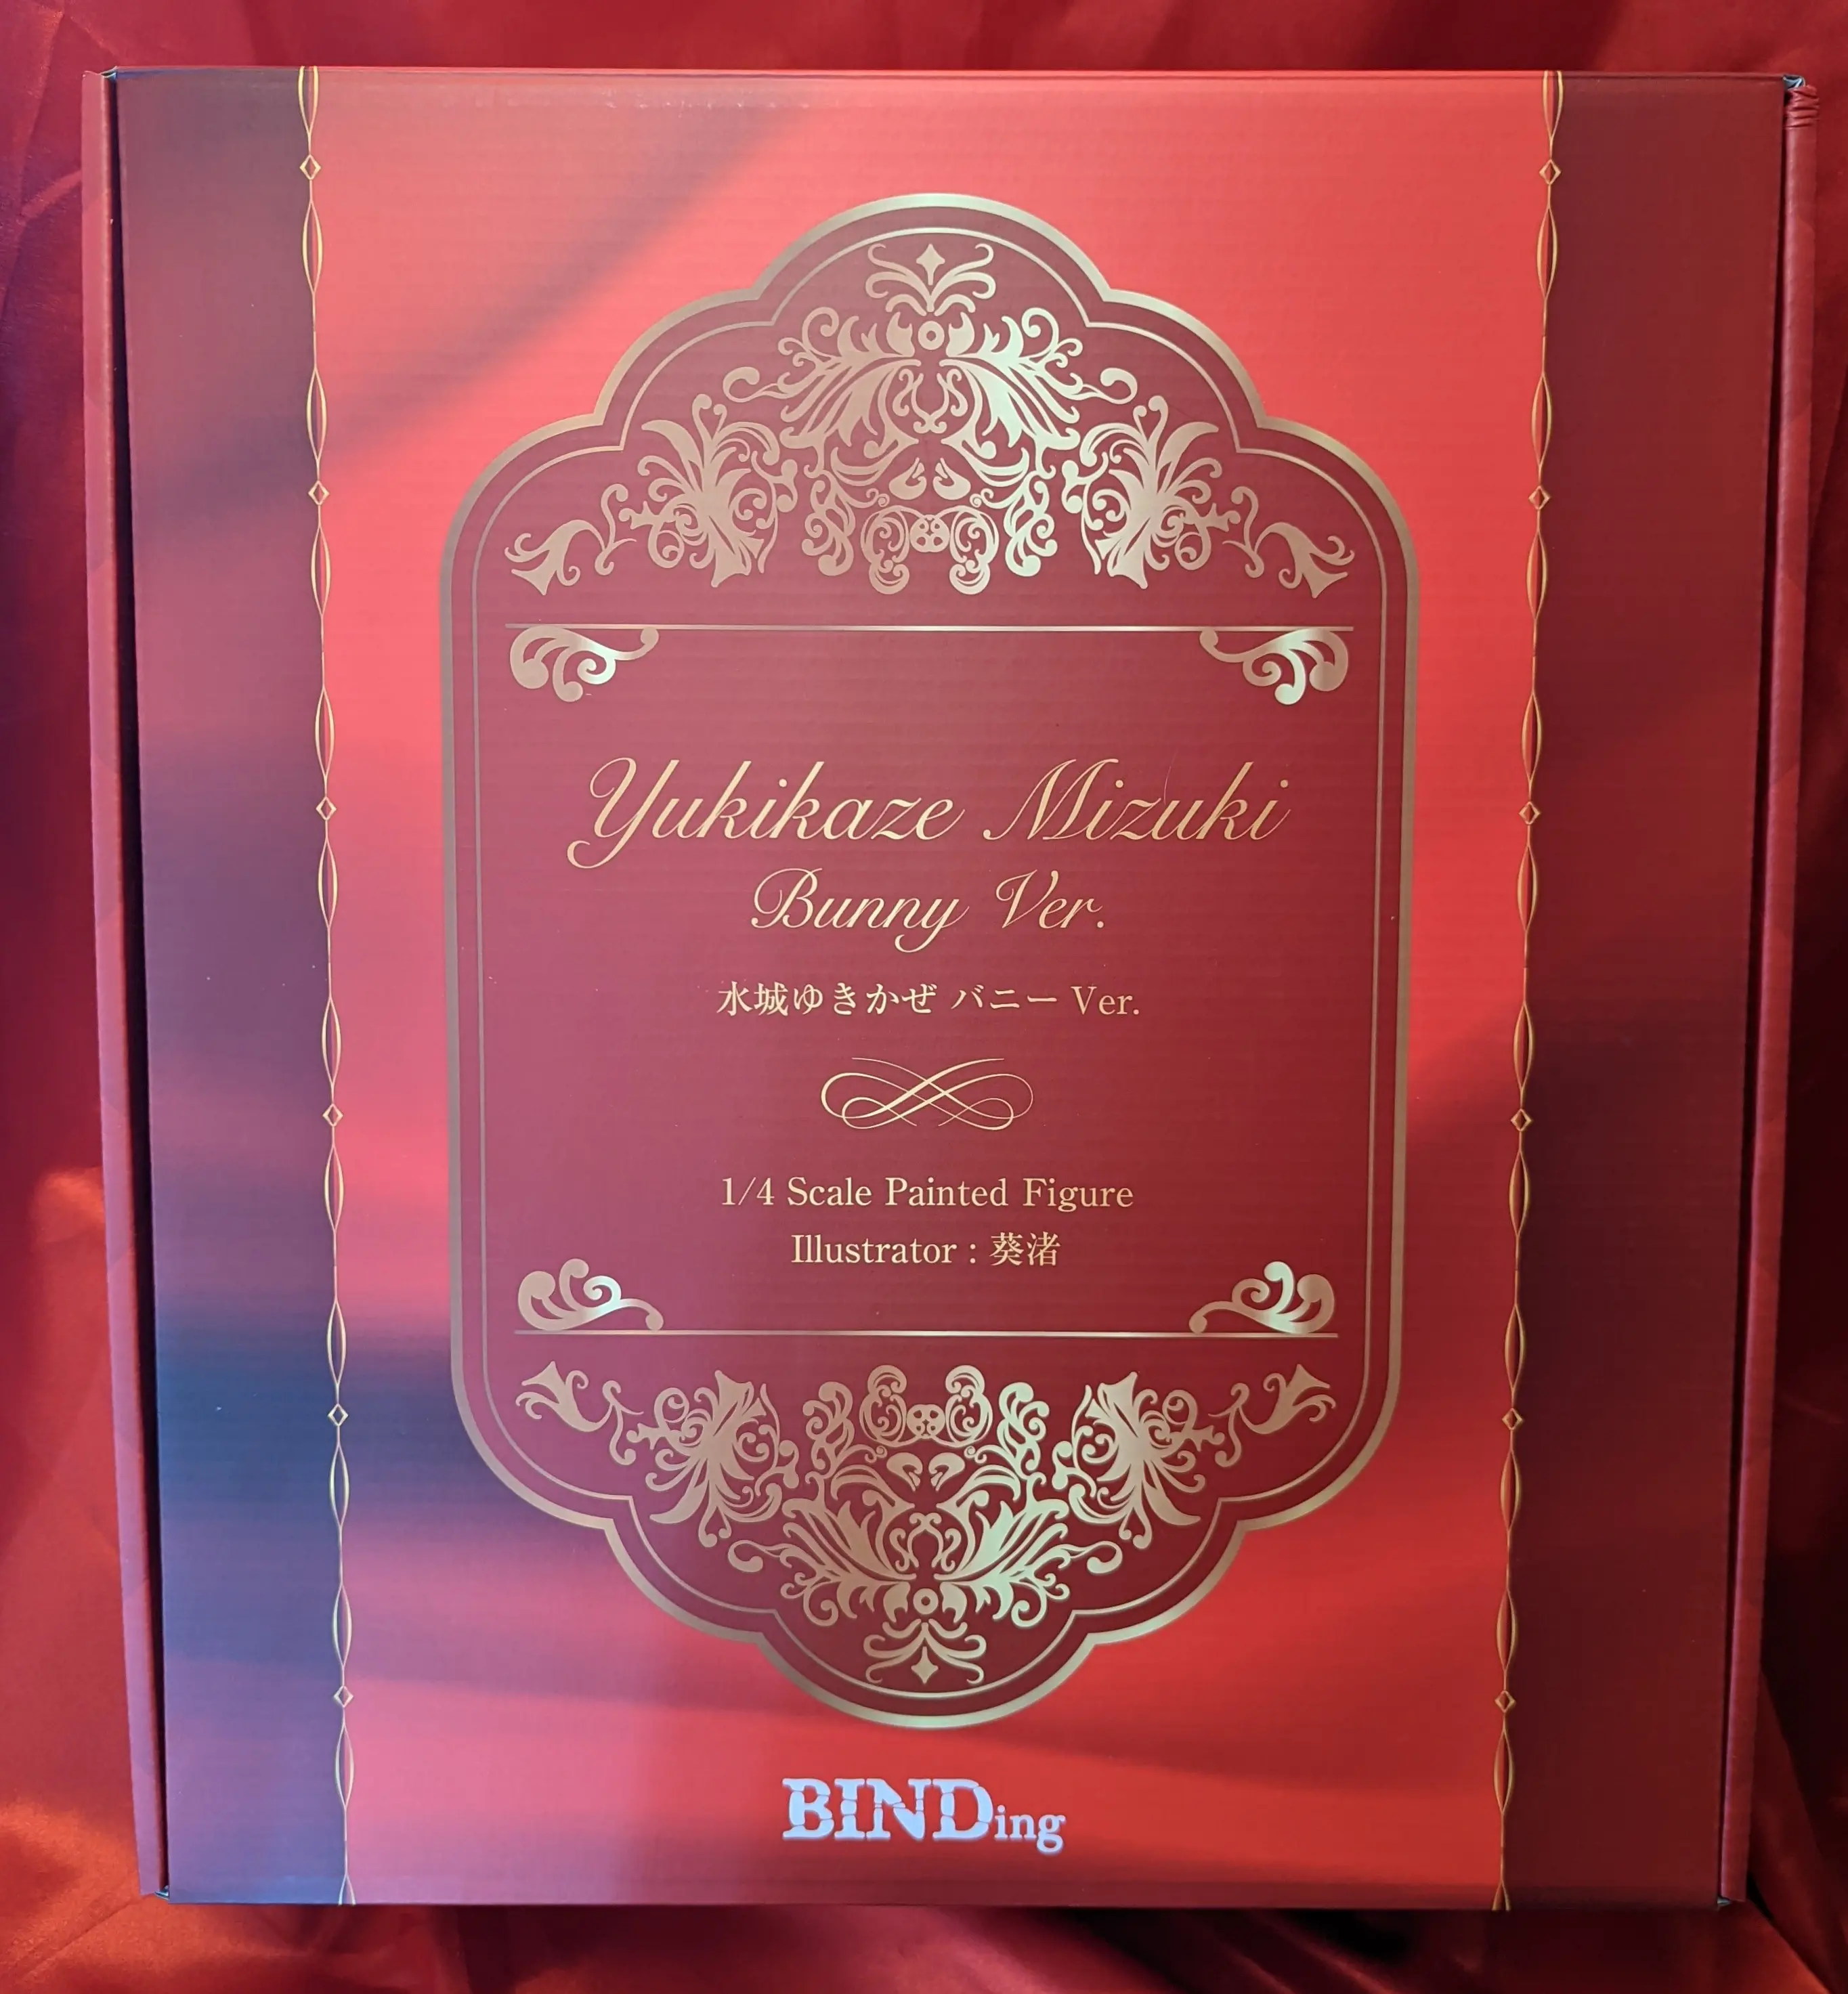 Yukikaze Mizuki
Bunny Ver.
水城ゆきかぜ バニー Ver.
1/4 Scale Painted Figure
Illustrator : 葵渚
BINDing